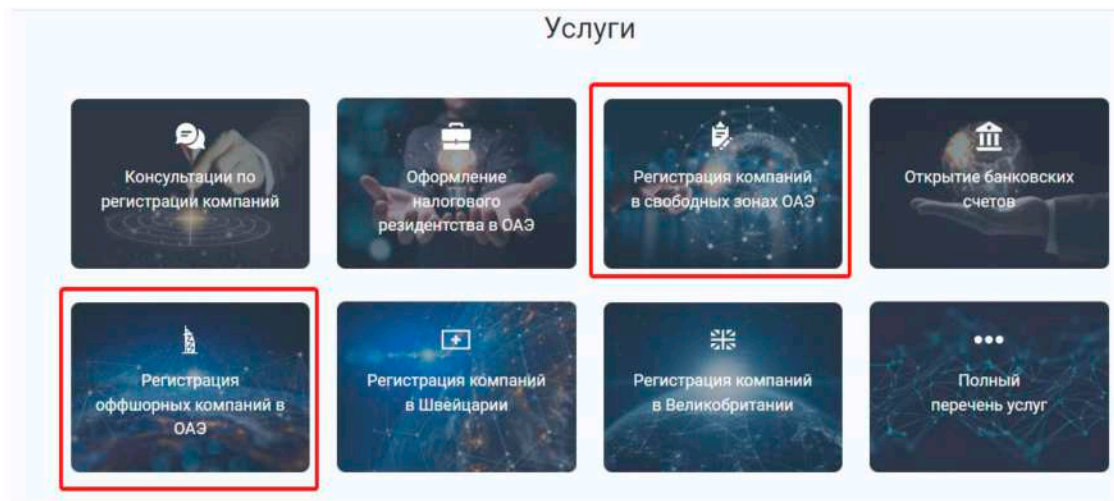 Услуги
Консультации по
регистрации компаний
Оформление
налогового
резидентства в ОАЭ
Регистрация компаний
в свободных зонах ОАЭ
Открытие банковских
счетов
Регистрация
оффшорных компаний в
ОАЭ
Регистрация компаний
в Швейцарии
Регистрация компаний
в Великобритании
Полный
перечень услуг